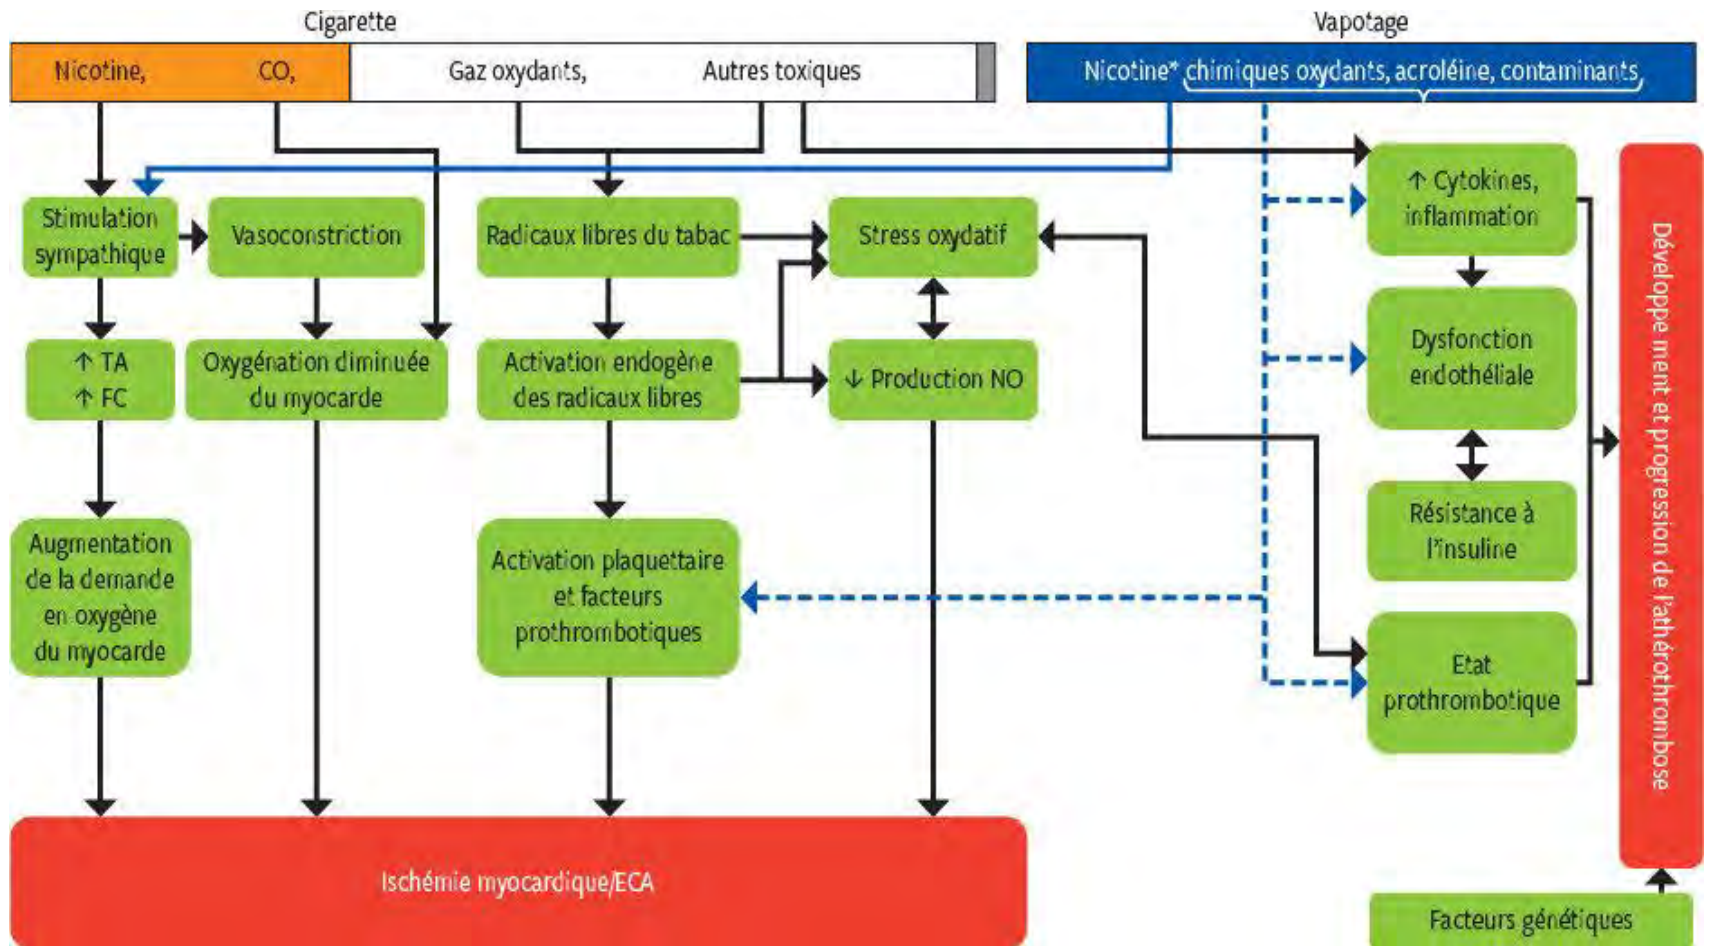 Cigarette
Vapotage
Nicotine, CO, Gaz oxydants, Autres toxiques
Nicotine* chimiques oxydants, acroléine, contaminants,
Stimulation
sympathique
Vasoconstriction
Radicaux libres du tabac
Stress oxydatif
↑ Cytokines,
inflammation
↑ TA
↑ FC
Oxygénation diminuée
du myocarde
Activation endogène
des radicaux libres
↓ Production NO
Dysfonction
endothéliale
Augmentation
de la demande
en oxygène
du myocarde
Activation plaquettaire
et facteurs
prothrombotiques
Résistance à
l'insuline
Etat
prothrombotique
Développe ment et progression de l'athérothrombose
Ischémie myocardique/ECA
Facteurs génétiques